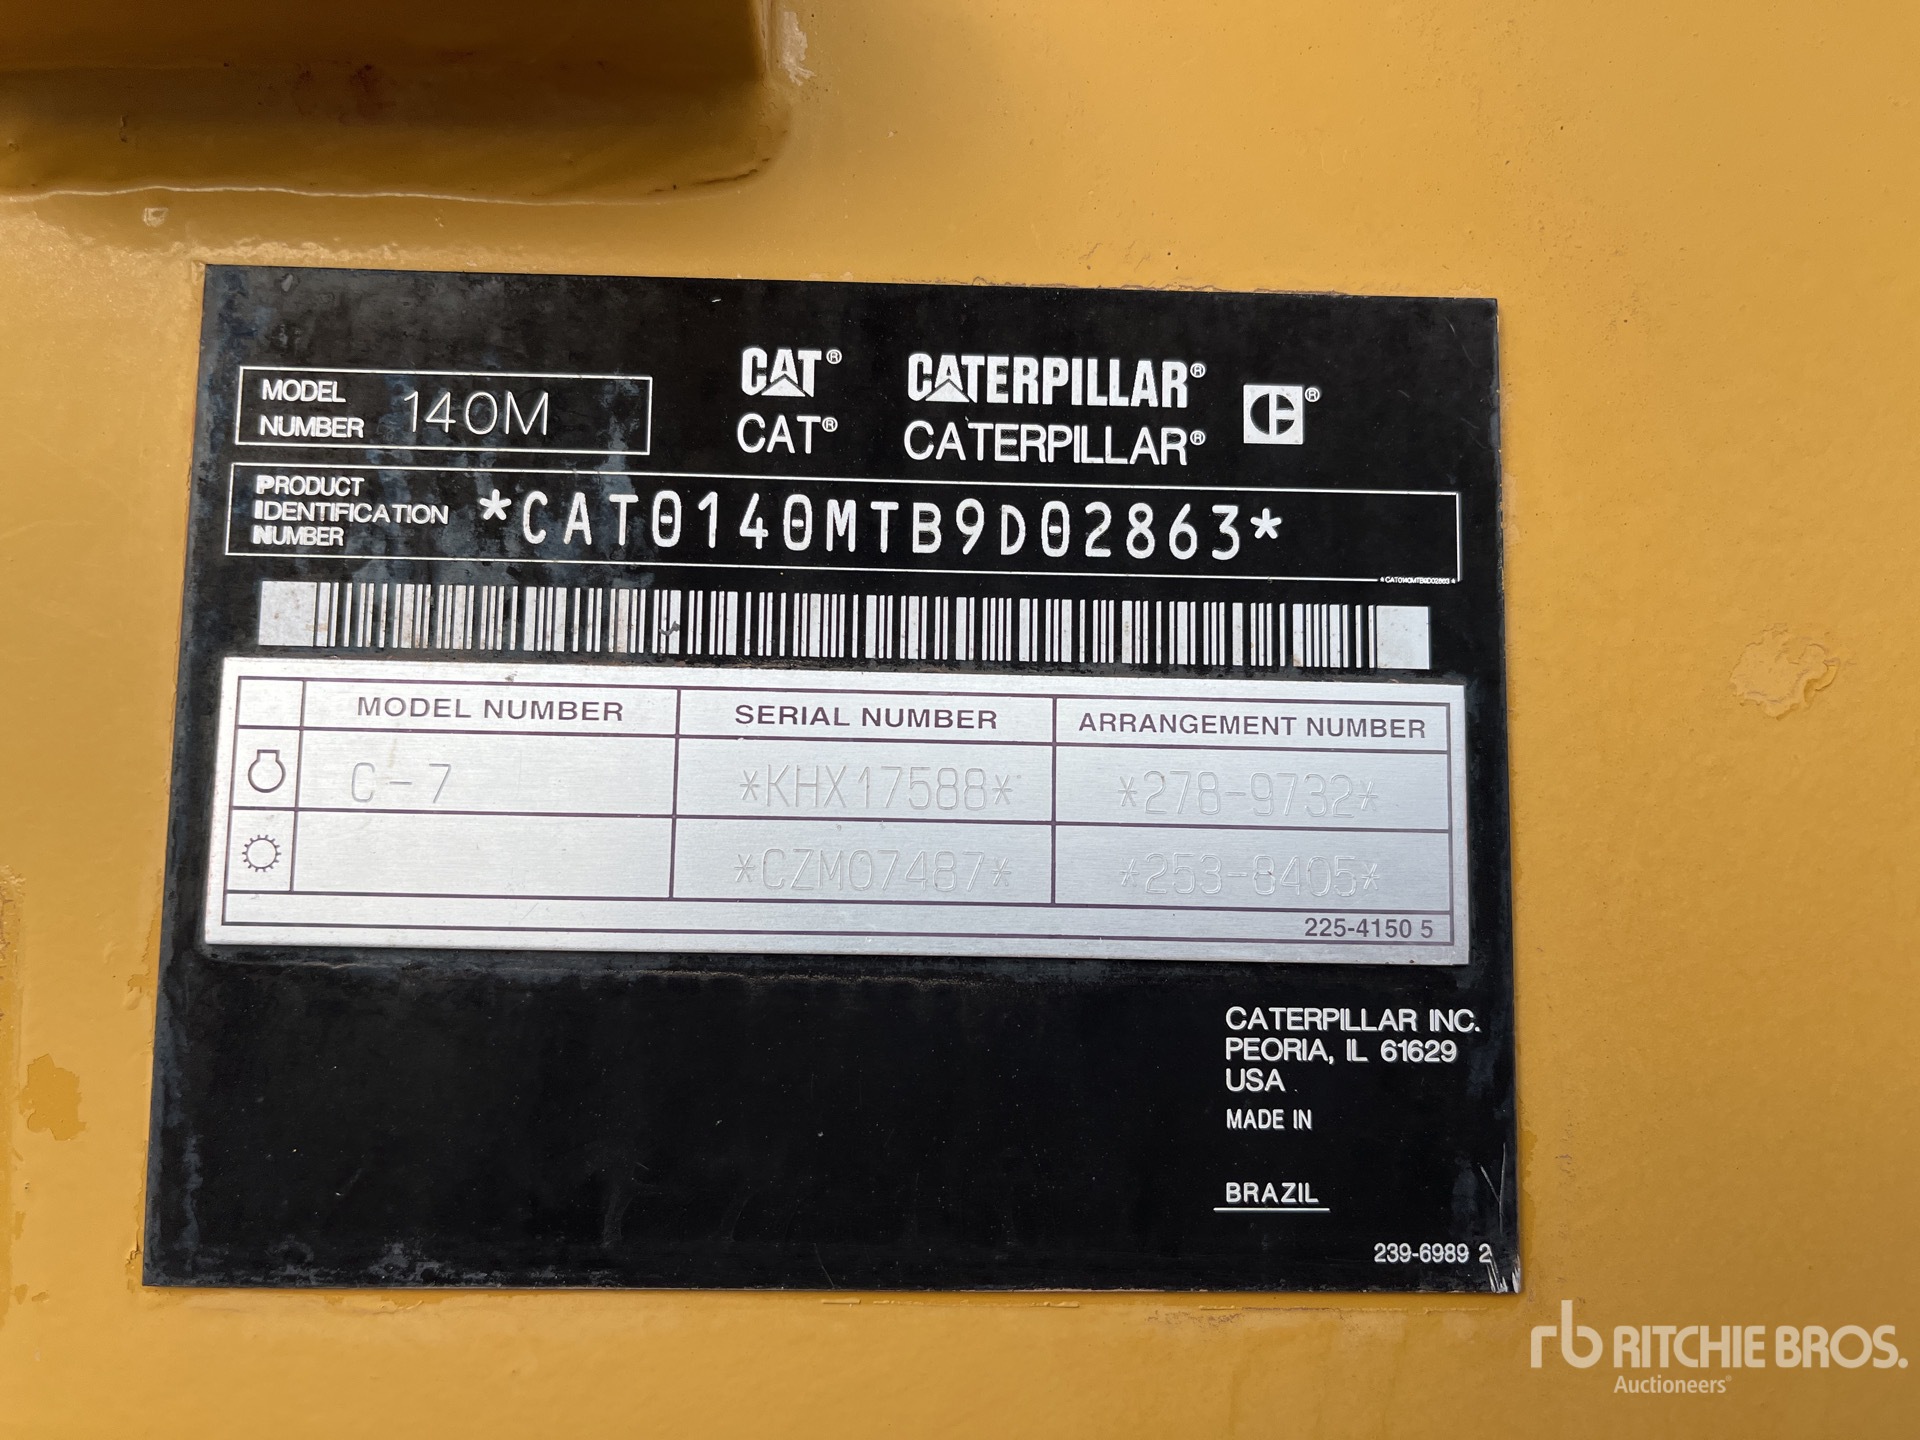 MODEL
NUMBER 140M
CAT® CATERPILLAR® ®
CAT® CATERPILLAR®
PRODUCT
IDENTIFICATION
NUMBER
*CAT0140MTB9D02863*
*CAT0140MTB9D02863*
MODEL NUMBER SERIAL NUMBER ARRANGEMENT NUMBER
C-7 *KHX17588* *278-9732*
*CZM07487* *253-8405*
225-4150 5
CATERPILLAR INC.
PEORIA, IL 61629
USA
MADE IN
BRAZIL
239-6989 2
rb RITCHIE BROS.
Auctioneers